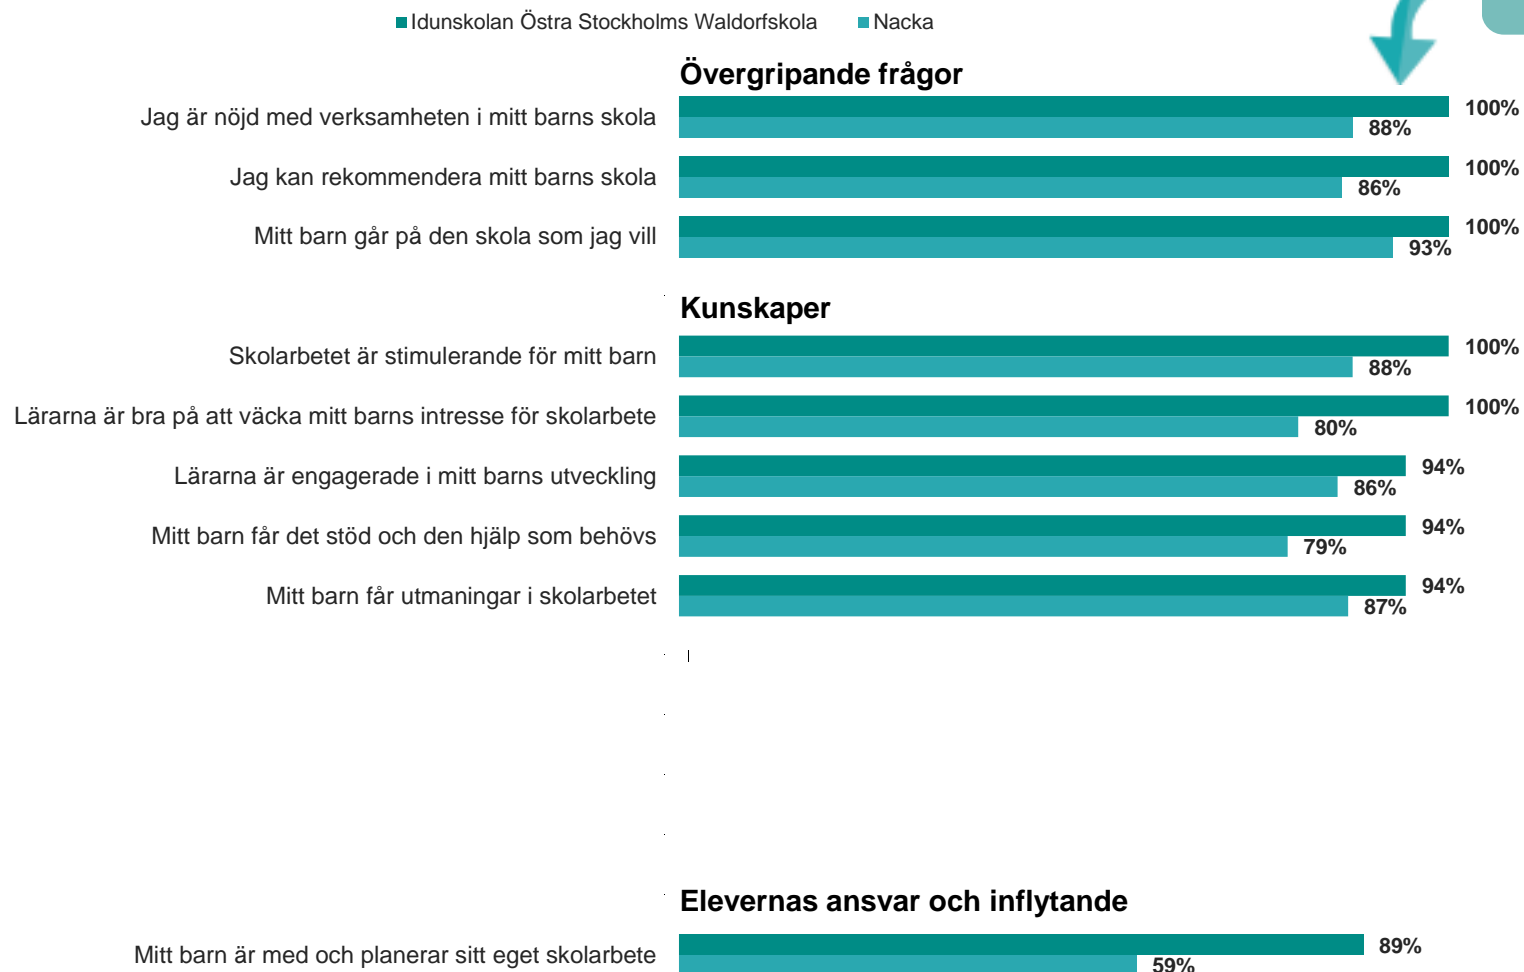 Idunskolan Östra Stockholms Waldorfskola Nacka
Övergripande frågor
Jag är nöjd med verksamheten i mitt barns skola 100%
88%
Jag kan rekommendera mitt barns skola 100%
86%
Mitt barn går på den skola som jag vill 100%
93%
Kunskaper
Skolarbetet är stimulerande för mitt barn 100%
88%
Lärarna är bra på att väcka mitt barns intresse för skolarbete 100%
80%
Lärarna är engagerade i mitt barns utveckling 94%
86%
Mitt barn får det stöd och den hjälp som behövs 94%
79%
Mitt barn får utmaningar i skolarbetet 94%
87%
Elevernas ansvar och inflytande
Mitt barn är med och planerar sitt eget skolarbete 89%
59%